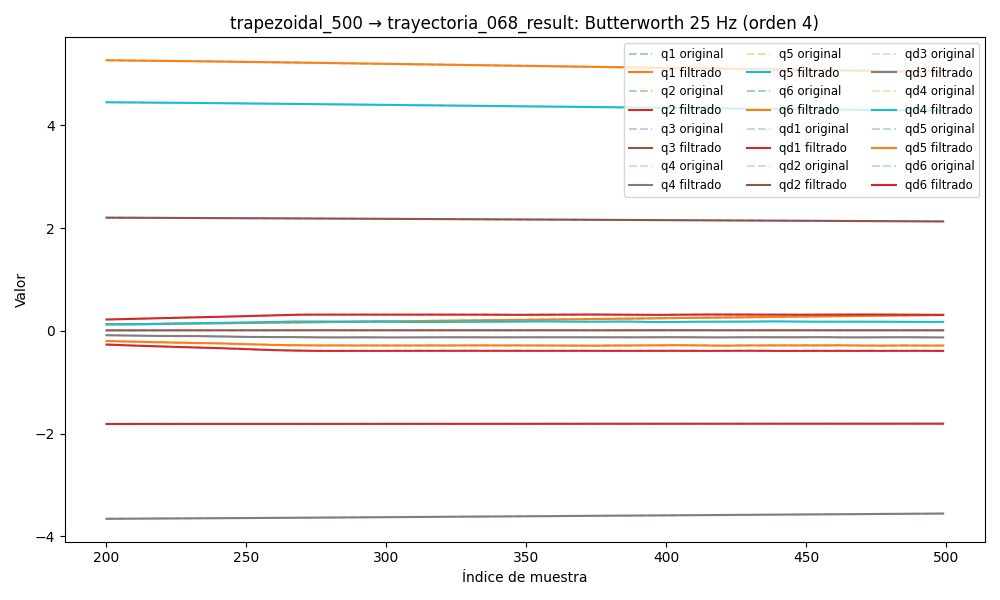 trapezoidal_500 → trayectoria_068_result: Butterworth 25 Hz (orden 4)
q1 original
q1 filtrado
q2 original
q2 filtrado
q3 original
q3 filtrado
q4 original
q4 filtrado
q5 original
q5 filtrado
q6 original
q6 filtrado
qd1 original
qd1 filtrado
qd2 original
qd2 filtrado
qd3 original
qd3 filtrado
qd4 original
qd4 filtrado
qd5 original
qd5 filtrado
qd6 original
qd6 filtrado
Valor
4
2
0
−2
−4
200 250 300 350 400 450 500
Índice de muestra